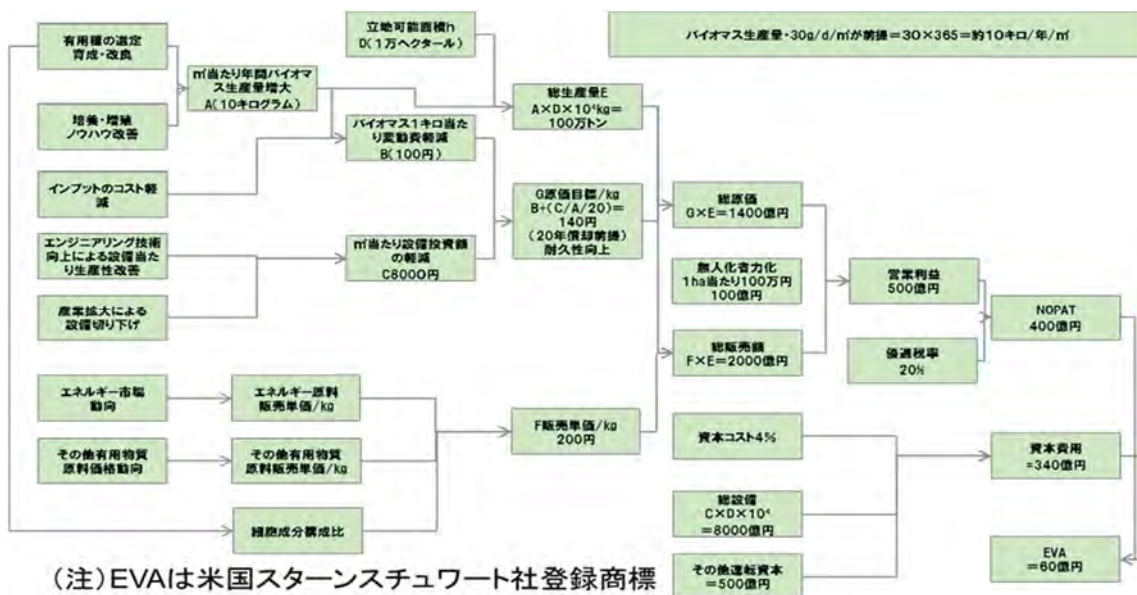 有用種の選定
育成・改良
培養・増殖
ノウハウ改善
インプットのコスト軽
減
エンジニアリング技術
向上による設備当た
り生産性改善
産業拡大による
設備切り下げ
エネルギー市場
動向
その他有用物質
原料価格動向
㎡当たり年間バイオマ
ス生産量増大
A(10キログラム)
エネルギー原料
販売単価/kg
その他有用物質
原料販売単価/kg
細胞成分構成比
立地可能面積h
D(1万ヘクタール)
バイオマス1キロ当た
り変動費軽減
B(100円)
㎡当たり設備投資額
の軽減
C8000円
総生産量E
A×D×10⁴kg=
100万トン
G原価目標/kg
B+(C/A/20)=
140円
(20年償却前提)
耐久性向上
F販売単価/kg
200円
バイオマス生産量・30g/d/㎡が前提=30×365=約10キロ/年/㎡
総原価
G×E=1400億円
無人化省力化
1ha当たり100万円
100億円
総販売額
F×E=2000億円
資本コスト4%
総設備
C×D×10⁴
=8000億円
その他運転資本
=500億円
営業利益
500億円
優遇税率
20%
NOPAT
400億円
資本費用
=340億円
EVA
=60億円
(注)EVAは米国スターンスチュワート社登録商標